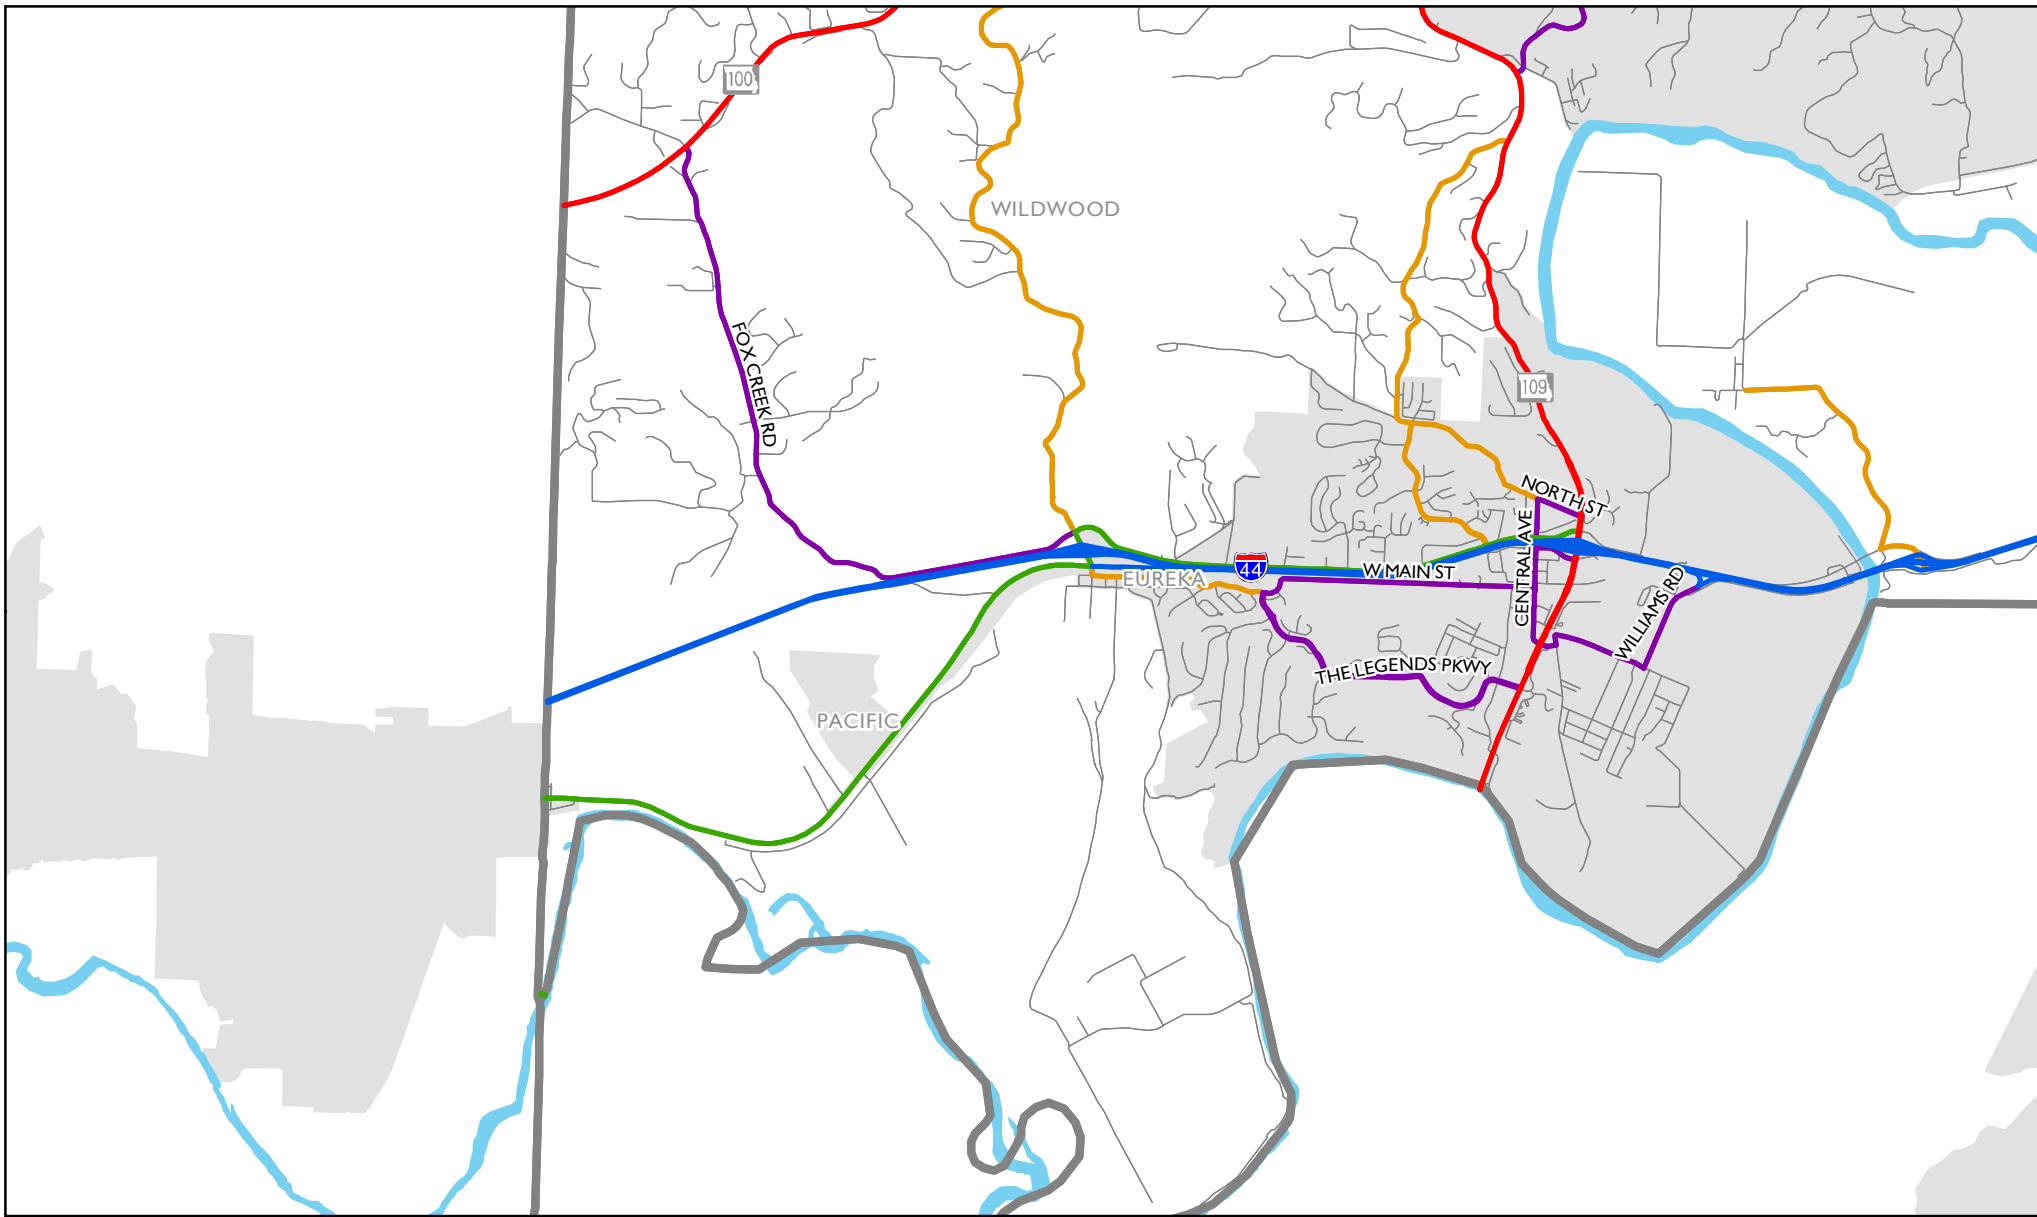 100
WILDWOOD
FOX CREEK RD
109
NORTH ST
CENTRAL AVE
44
W MAIN ST
EUREKA
WILLIAMS RD
THE LEGENDS PKWY
PACIFIC